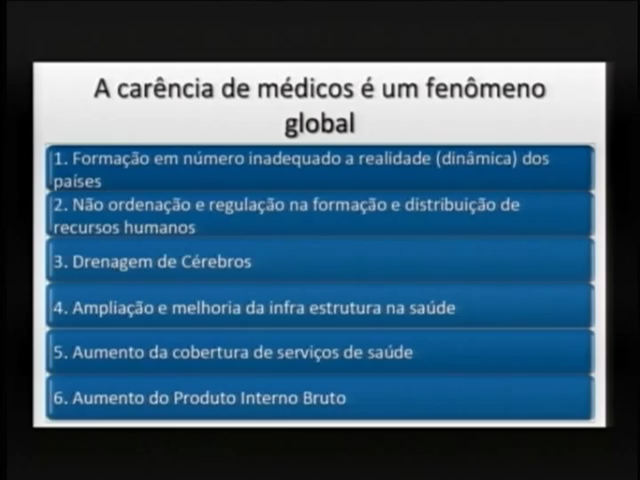 A carência de médicos é um fenômeno
global
1. Formação em número inadequado a realidade (dinâmica) dos
países
2. Não ordenação e regulação na formação e distribuição de
recursos humanos
3. Drenagem de Cérebros
4. Ampliação e melhoria da infra estrutura na saúde
5. Aumento da cobertura de serviços de saúde
6. Aumento do Produto Interno Bruto